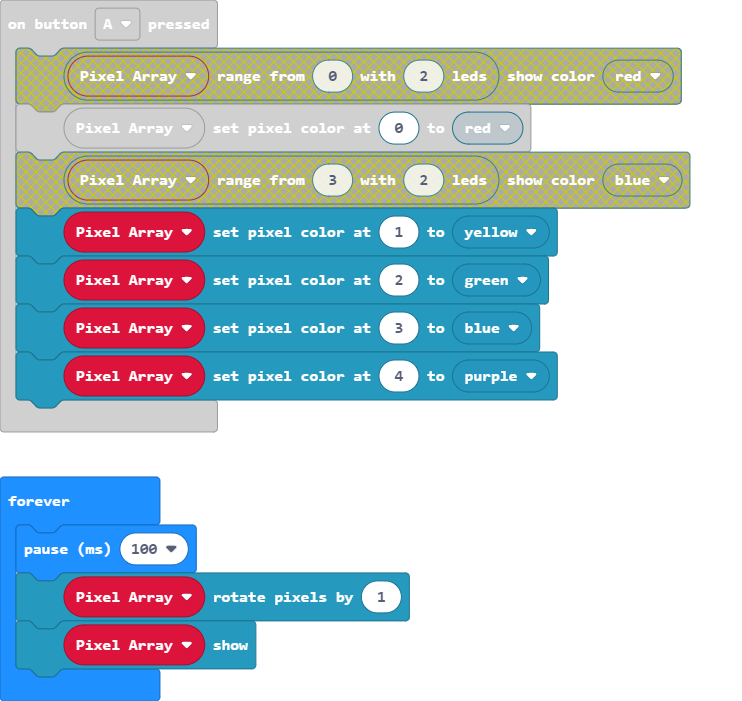 on button A pressed
Pixel Array range from 0 with 2 leds show color red
Pixel Array set pixel color at 0 to red
Pixel Array range from 3 with 2 leds show color blue
Pixel Array set pixel color at 1 to yellow
Pixel Array set pixel color at 2 to green
Pixel Array set pixel color at 3 to blue
Pixel Array set pixel color at 4 to purple
forever
pause (ms) 100
Pixel Array rotate pixels by 1
Pixel Array show